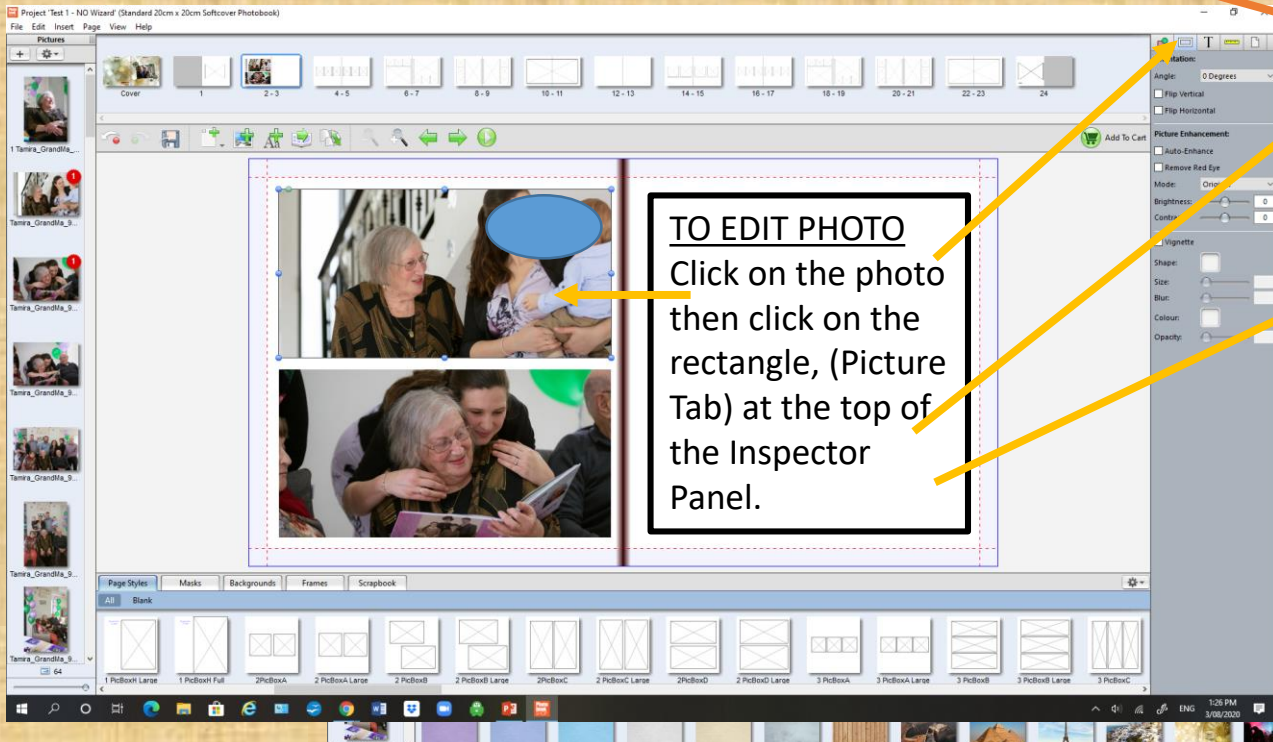 Project 'Test 1 - NO Wizard' (Standard 20cm x 20cm Softcover Photobook)
File Edit Insert Page View Help
Pictures
Cover 1 2 - 3 4 - 5 6 - 7 8 - 9 10 - 11 12 - 13 14 - 15 16 - 17 18 - 19 20 - 21 22 - 23 24
Add To Cart
1 Tamira_GrandMa_...
1
Tamira_GrandMa_9...
1
Tamira_GrandMa_9...
Tamira_GrandMa_9...
Tamira_GrandMa_9...
Tamira_GrandMa_9...
Tamira_GrandMa_9...
64
TO EDIT PHOTO
Click on the photo
then click on the
rectangle, (Picture
Tab) at the top of
the Inspector
Panel.
T
Angle: 0 Degrees
Flip Vertical
Flip Horizontal
Picture Enhancement:
Auto-Enhance
Remove Red Eye
Mode:
Brightness: 0
0
Vignette
Shape:
Size:
Blur:
Colour:
Opacity:
Page Styles Masks Backgrounds Frames Scrapbook
All Blank
1 PicBoxH Large 1 PicBoxH Full 2PicBoxA 2 PicBoxA Large 2 PicBoxB 2 PicBoxB Large 2PicBoxC 2 PicBoxC Large 2PicBoxD 2 PicBoxD Large 3 PicBoxA 3 PicBoxA Large 3 PicBoxB 3 PicBoxB Large 3 PicBoxC
ENG
1:26 PM
3/08/2020